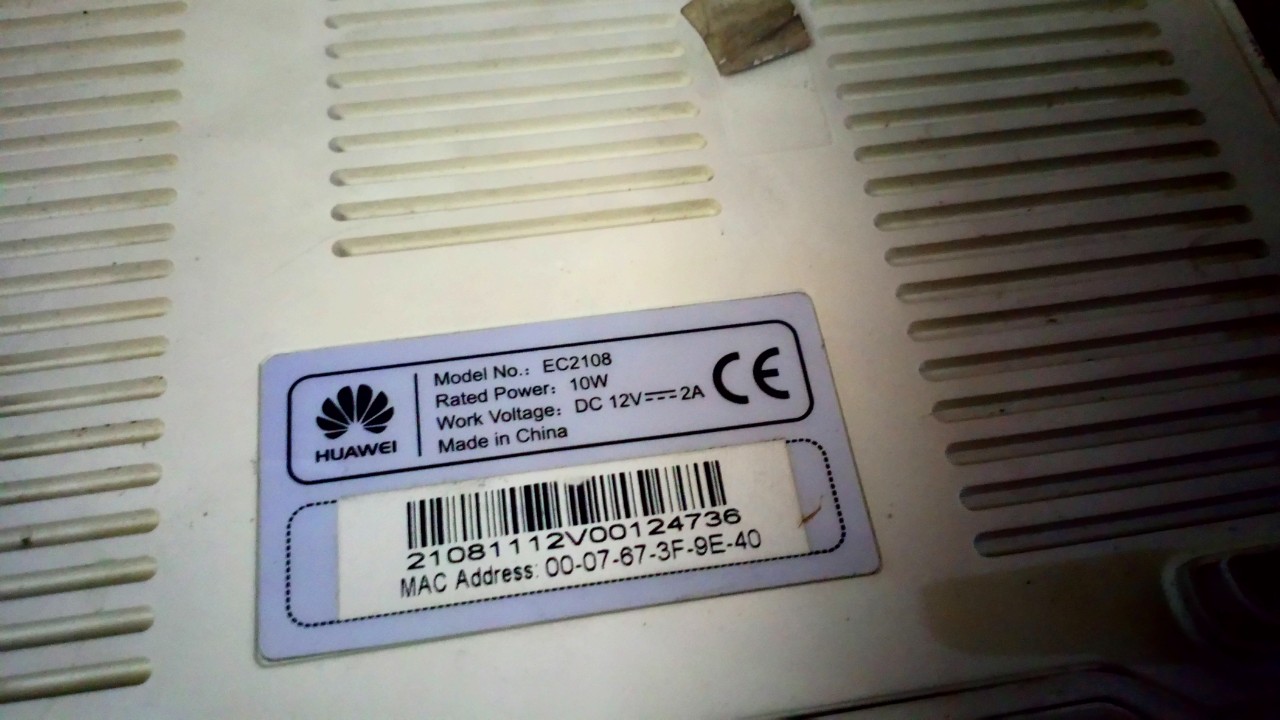 HUAWEI
Model No.: EC2108
Rated Power: 10W
Work Voltage: DC 12V⎓2A
Made in China
CE
21081112V00124736
MAC Address: 00-07-67-3F-9E-40